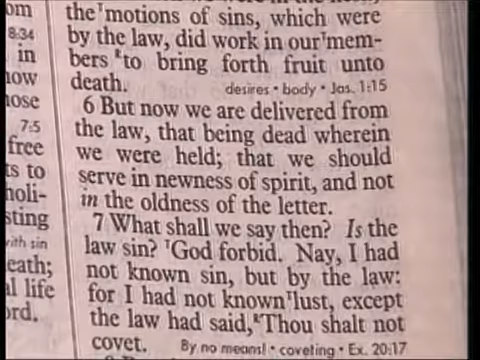 om
8:34
in
now
nose
7:5
free
ts to
holi-
sting
with sin
eath;
al life
ord.
the motions of sins, which were
by the law, did work in our mem-
bers to bring forth fruit unto
death. desires • body • Jas. 1:15
6 But now we are delivered from
the law, that being dead wherein
we were held; that we should
serve in newness of spirit, and not
in the oldness of the letter.
7 What shall we say then? Is the
law sin? God forbid. Nay, I had
not known sin, but by the law:
for I had not known lust, except
the law had said, Thou shalt not
covet. By no means! • coveting • Ex. 20:17